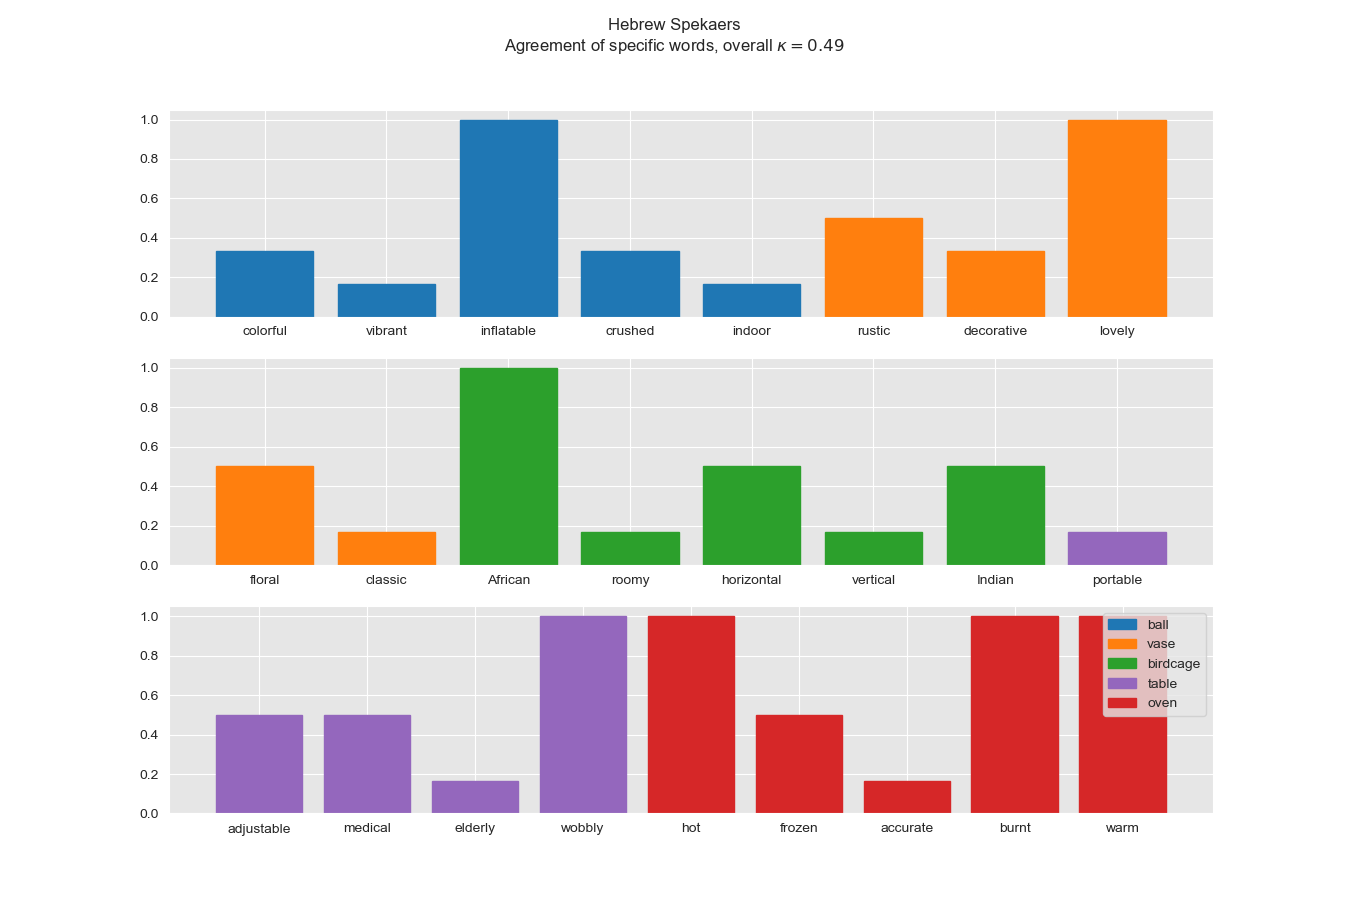 Hebrew Spekaers
Agreement of specific words, overall κ = 0.49
1.0
0.8
0.6
0.4
0.2
0.0
colorful vibrant inflatable crushed indoor rustic decorative lovely
1.0
0.8
0.6
0.4
0.2
0.0
floral classic African roomy horizontal vertical Indian portable
1.0
0.8
0.6
0.4
0.2
0.0
ball
vase
birdcage
table
oven
adjustable medical elderly wobbly hot frozen accurate burnt warm